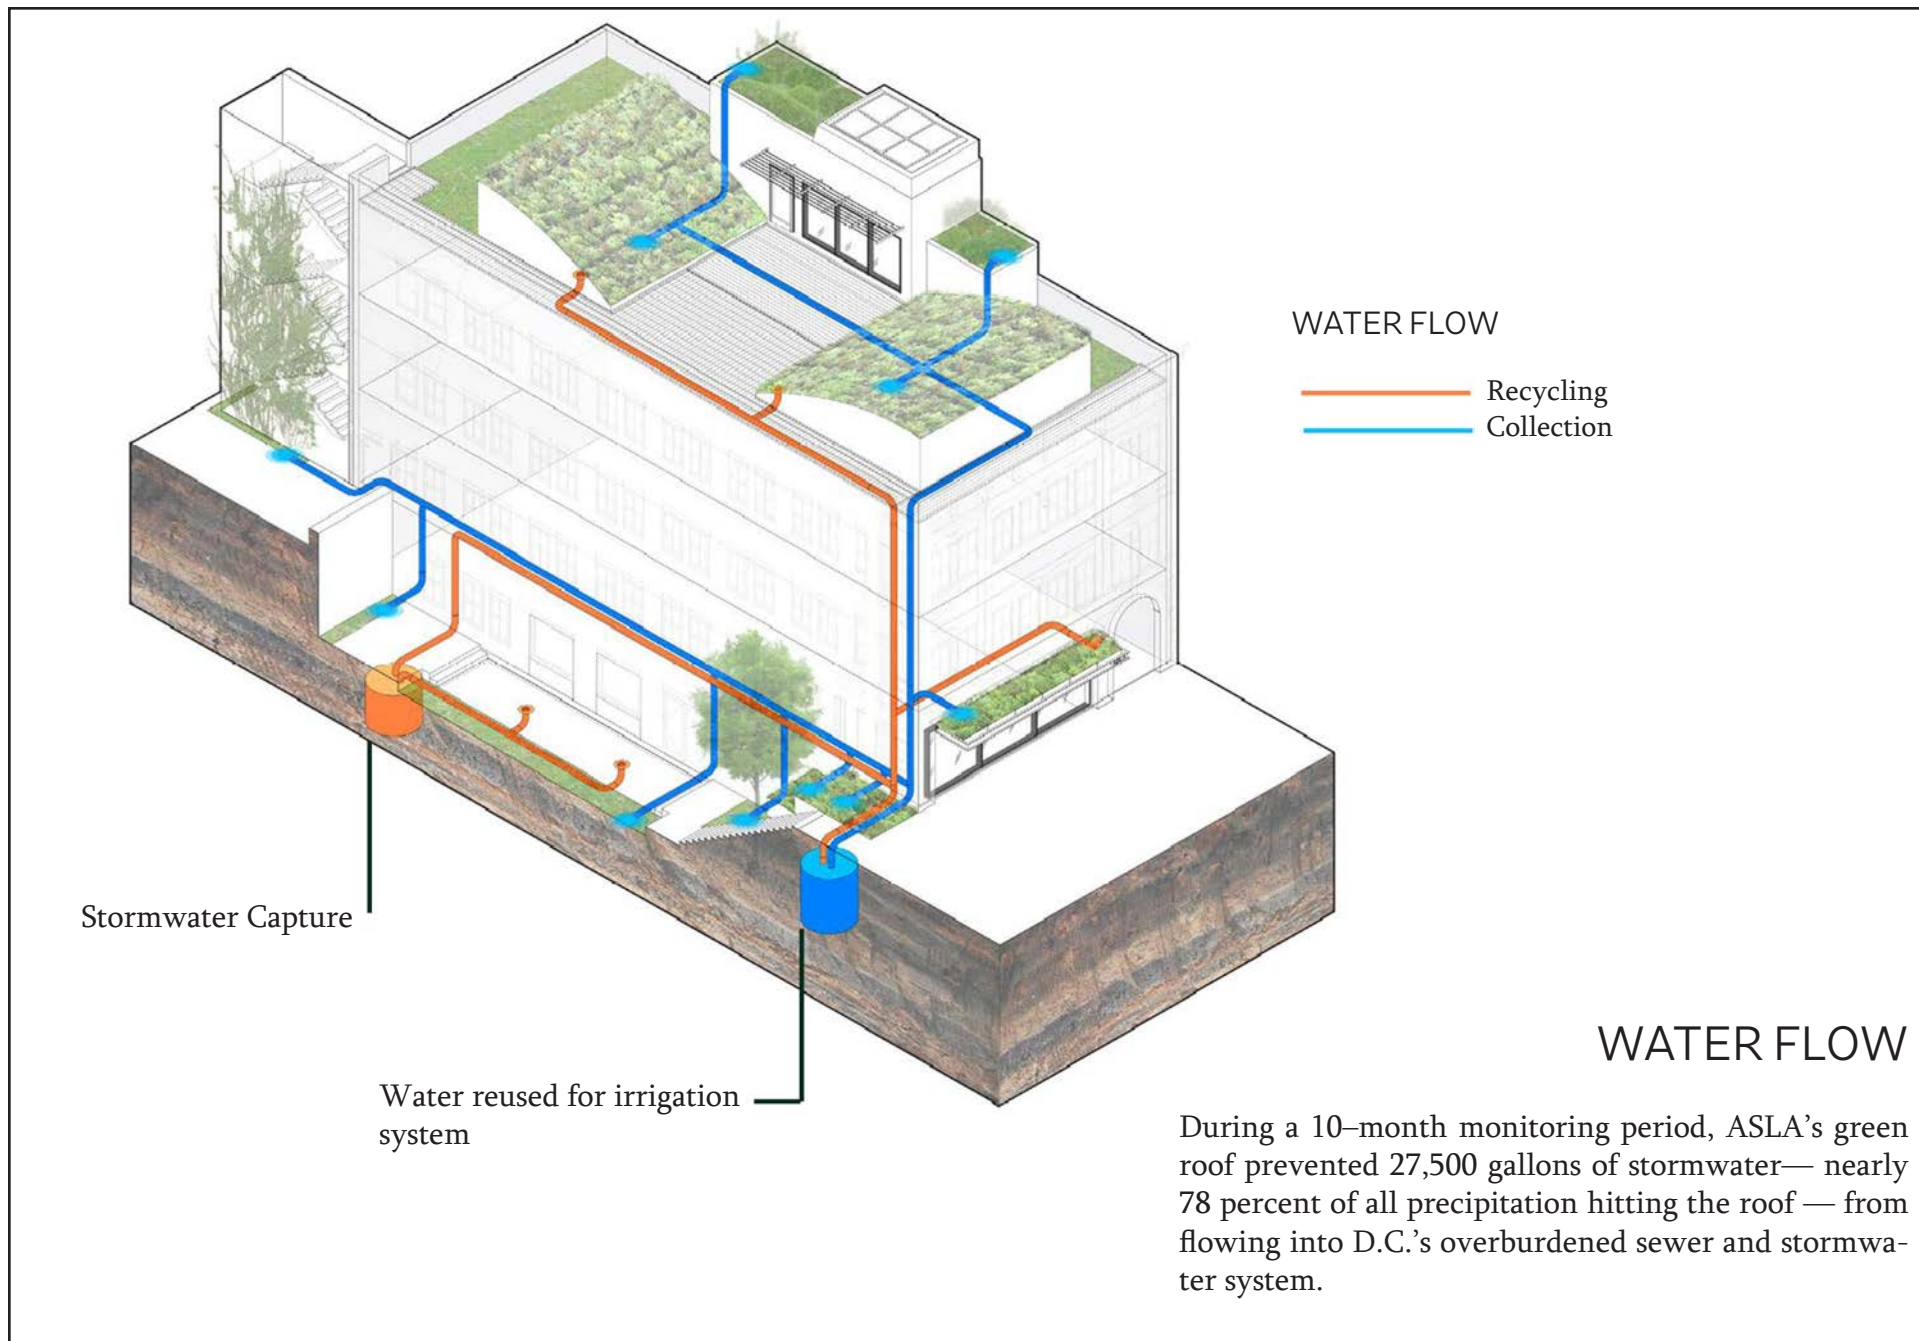 WATER FLOW
Recycling
Collection
Stormwater Capture
Water reused for irrigation
system
WATER FLOW
During a 10–month monitoring period, ASLA’s green
roof prevented 27,500 gallons of stormwater— nearly
78 percent of all precipitation hitting the roof — from
flowing into D.C.’s overburdened sewer and stormwa-
ter system.